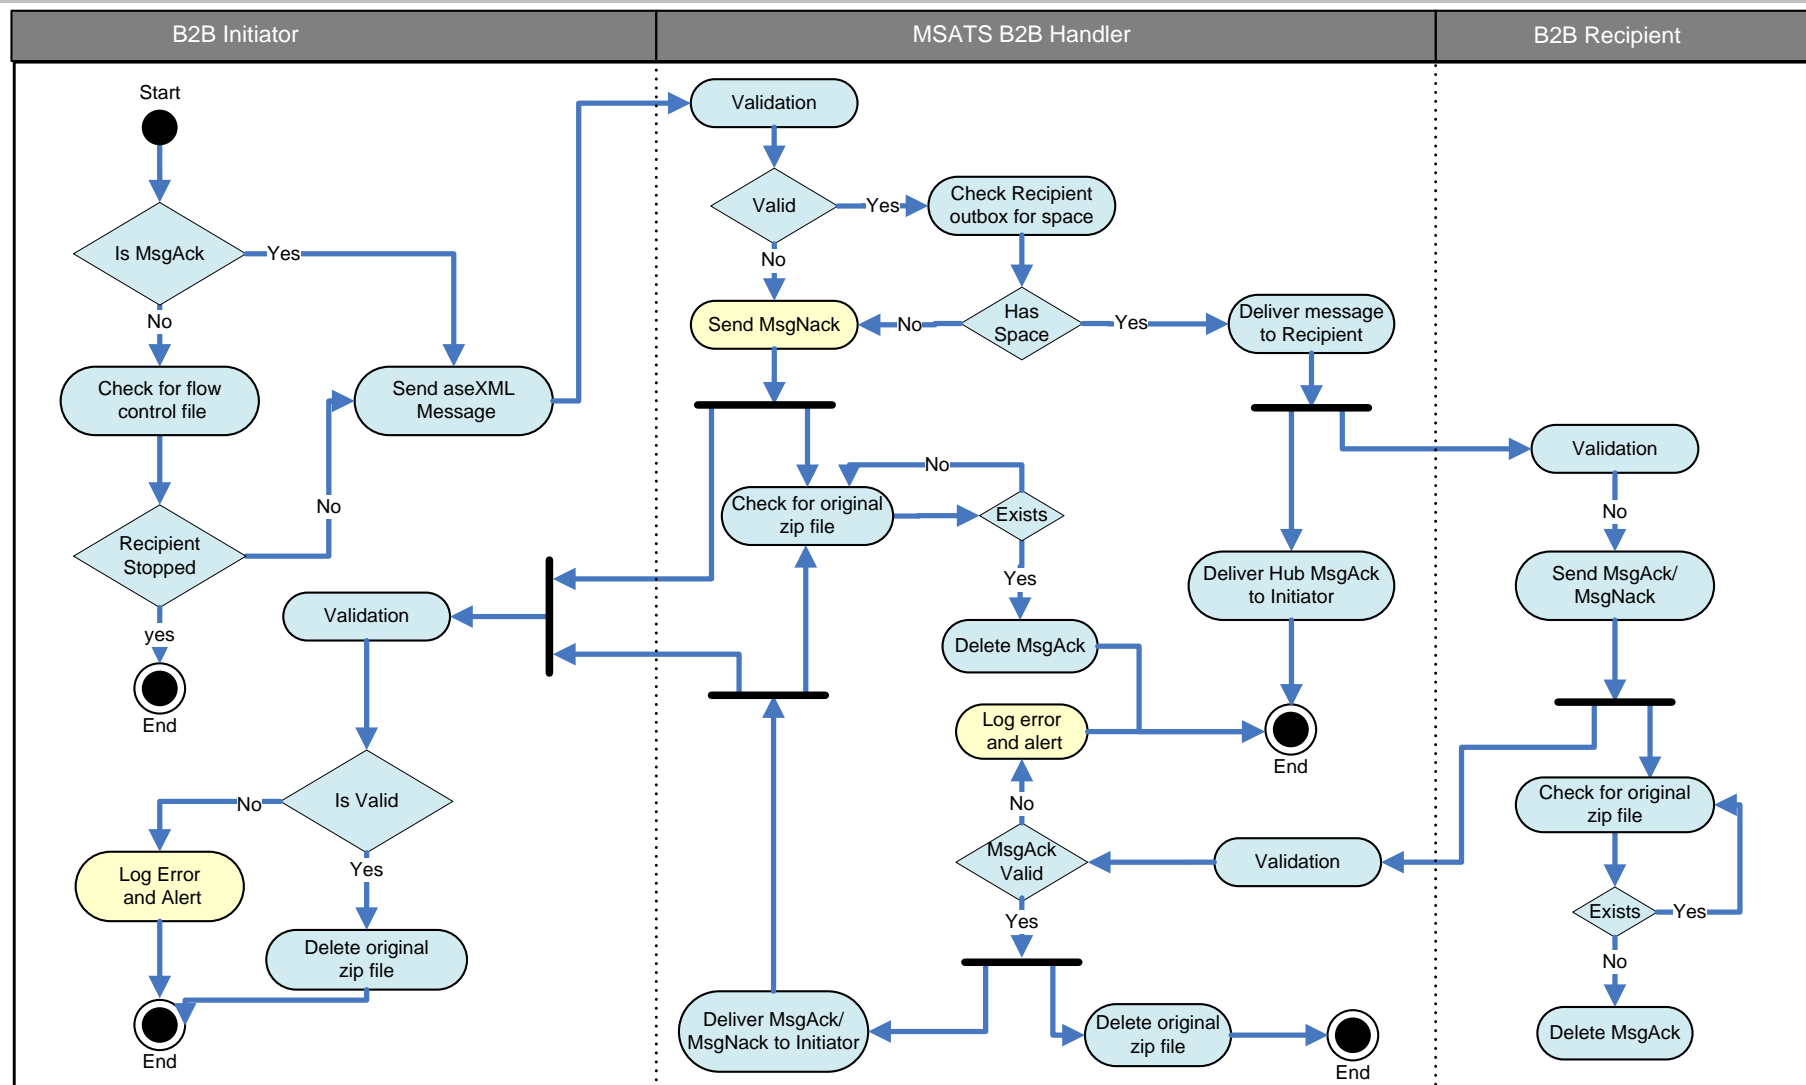 B2B Initiator
MSATS B2B Handler
B2B Recipient
Start
Is MsgAck
Yes
No
Check for flow
control file
Send aseXML
Message
No
Recipient
Stopped
yes
End
Validation
Is Valid
No
Yes
Log Error
and Alert
Delete original
zip file
End
Validation
Valid
Yes
Check Recipient
outbox for space
No
Send MsgNack
No
Has
Space
Yes
Deliver message
to Recipient
No
Check for original
zip file
Exists
Yes
Deliver Hub MsgAck
to Initiator
Delete MsgAck
Log error
and alert
End
No
MsgAck
Valid
Validation
Yes
Deliver MsgAck/
MsgNack to Initiator
Delete original
zip file
End
Validation
No
Send MsgAck/
MsgNack
Check for original
zip file
Exists
Yes
No
Delete MsgAck